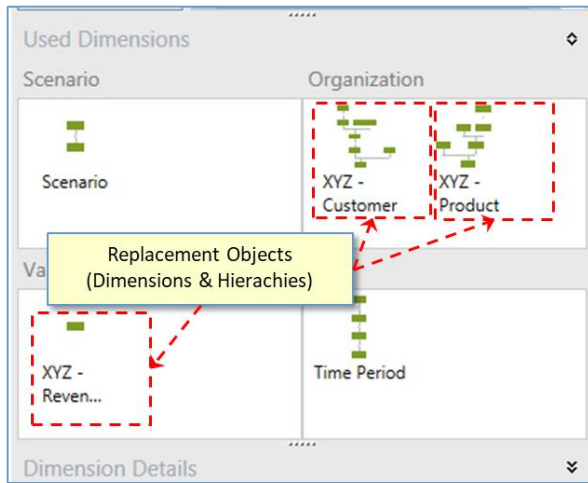 Used Dimensions
Scenario
Organization
Scenario
XYZ -
Customer
XYZ -
Product
Replacement Objects
(Dimensions & Hierachies)
Va
XYZ -
Reven...
Time Period
Dimension Details